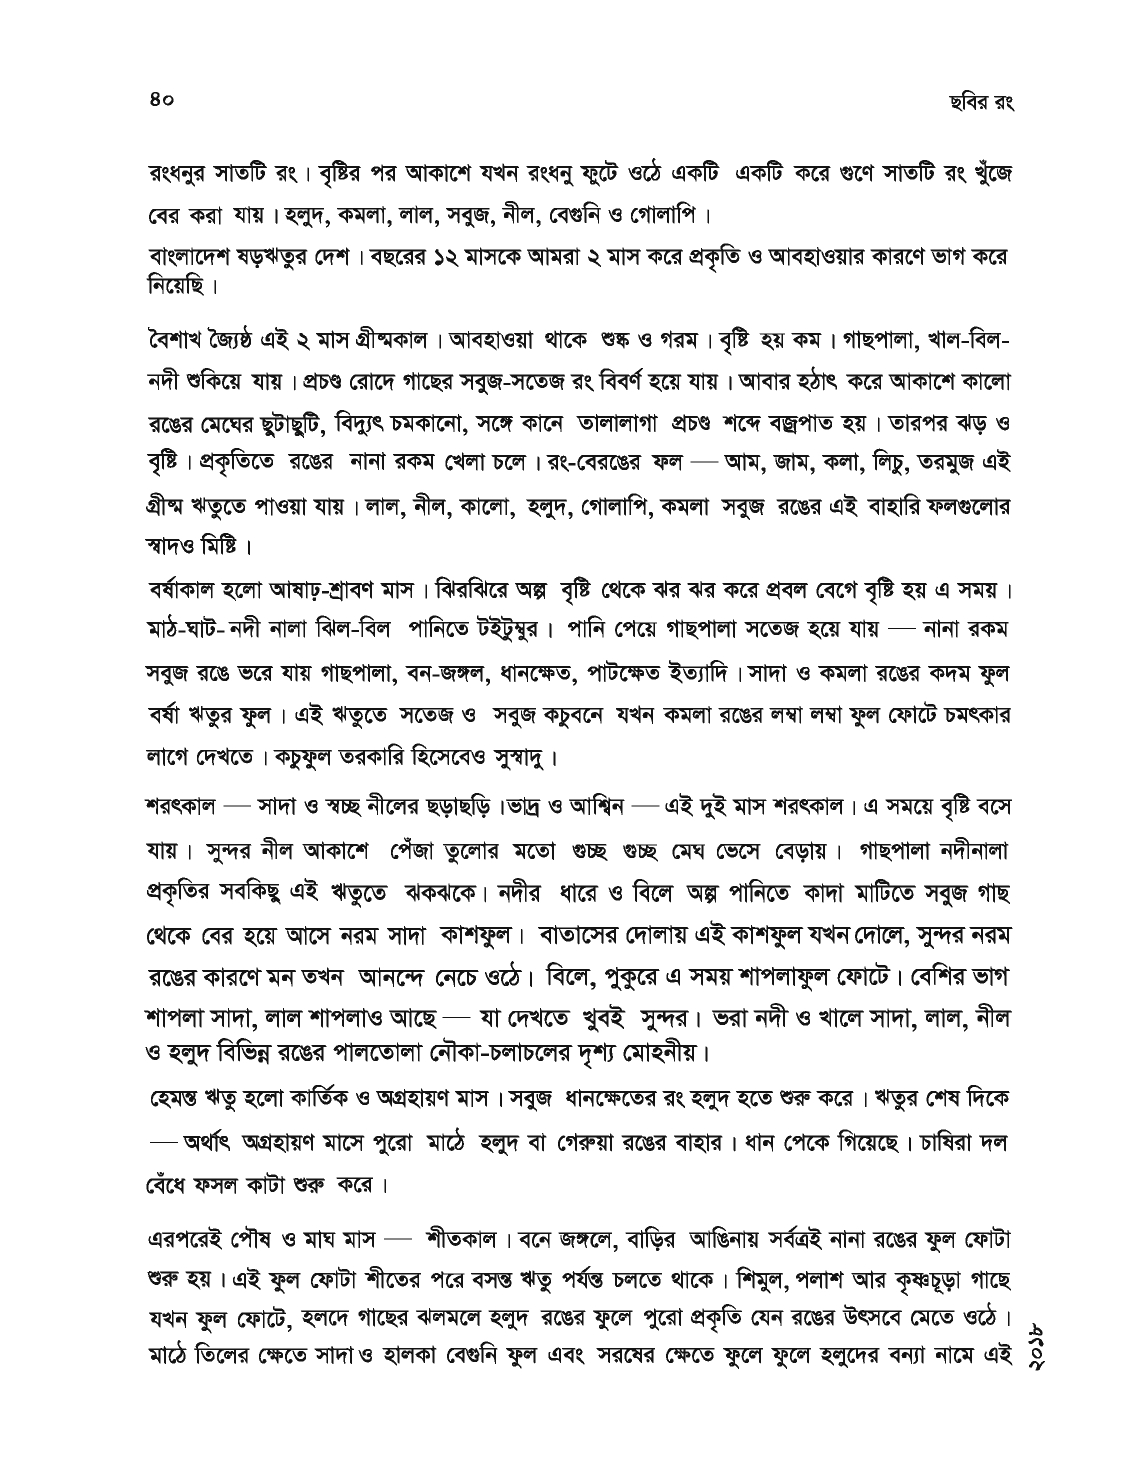 ৪০ ছবির রং
রংধনুর সাতটি রং। বৃষ্টির পর আকাশে যখন রংধনু ফুটে ওঠে একটি একটি করে গুণে সাতটি রং খুঁজে
বের করা যায়। হলুদ, কমলা, লাল, সবুজ, নীল, বেগুনি ও গোলাপি।
বাংলাদেশ ষড়ঋতুর দেশ। বছরের ১২ মাসকে আমরা ২ মাস করে প্রকৃতি ও আবহাওয়ার কারণে ভাগ করে
নিয়েছি।
বৈশাখ জ্যৈষ্ঠ এই ২ মাস গ্রীষ্মকাল। আবহাওয়া থাকে শুষ্ক ও গরম। বৃষ্টি হয় কম। গাছপালা, খাল-বিল-
নদী শুকিয়ে যায়। প্রচণ্ড রোদে গাছের সবুজ-সতেজ রং বিবর্ণ হয়ে যায়। আবার হঠাৎ করে আকাশে কালো
রঙের মেঘের ছুটাছুটি, বিদ্যুৎ চমকানো, সঙ্গে কানে তালালাগা প্রচণ্ড শব্দে বজ্রপাত হয়। তারপর ঝড় ও
বৃষ্টি। প্রকৃতিতে রঙের নানা রকম খেলা চলে। রং-বেরঙের ফল — আম, জাম, কলা, লিচু, তরমুজ এই
গ্রীষ্ম ঋতুতে পাওয়া যায়। লাল, নীল, কালো, হলুদ, গোলাপি, কমলা সবুজ রঙের এই বাহারি ফলগুলোর
স্বাদও মিষ্টি।
বর্ষাকাল হলো আষাঢ়-শ্রাবণ মাস। ঝিরঝিরে অল্প বৃষ্টি থেকে ঝর ঝর করে প্রবল বেগে বৃষ্টি হয় এ সময়।
মাঠ-ঘাট- নদী নালা ঝিল-বিল পানিতে টইটুম্বুর। পানি পেয়ে গাছপালা সতেজ হয়ে যায় — নানা রকম
সবুজ রঙে ভরে যায় গাছপালা, বন-জঙ্গল, ধানক্ষেত, পাটক্ষেত ইত্যাদি। সাদা ও কমলা রঙের কদম ফুল
বর্ষা ঋতুর ফুল। এই ঋতুতে সতেজ ও সবুজ কচুবনে যখন কমলা রঙের লম্বা লম্বা ফুল ফোটে চমৎকার
লাগে দেখতে। কচুফুল তরকারি হিসেবেও সুস্বাদু।
শরৎকাল — সাদা ও স্বচ্ছ নীলের ছড়াছড়ি।ভাদ্র ও আশ্বিন — এই দুই মাস শরৎকাল। এ সময়ে বৃষ্টি বসে
যায়। সুন্দর নীল আকাশে পেঁজা তুলোর মতো গুচ্ছ গুচ্ছ মেঘ ভেসে বেড়ায়। গাছপালা নদীনালা
প্রকৃতির সবকিছু এই ঋতুতে ঝকঝকে। নদীর ধারে ও বিলে অল্প পানিতে কাদা মাটিতে সবুজ গাছ
থেকে বের হয়ে আসে নরম সাদা কাশফুল। বাতাসের দোলায় এই কাশফুল যখন দোলে, সুন্দর নরম
রঙের কারণে মন তখন আনন্দে নেচে ওঠে। বিলে, পুকুরে এ সময় শাপলাফুল ফোটে। বেশির ভাগ
শাপলা সাদা, লাল শাপলাও আছে — যা দেখতে খুবই সুন্দর। ভরা নদী ও খালে সাদা, লাল, নীল
ও হলুদ বিভিন্ন রঙের পালতোলা নৌকা-চলাচলের দৃশ্য মোহনীয়।
হেমন্ত ঋতু হলো কার্তিক ও অগ্রহায়ণ মাস। সবুজ ধানক্ষেতের রং হলুদ হতে শুরু করে। ঋতুর শেষ দিকে
— অর্থাৎ অগ্রহায়ণ মাসে পুরো মাঠে হলুদ বা গেরুয়া রঙের বাহার। ধান পেকে গিয়েছে। চাষিরা দল
বেঁধে ফসল কাটা শুরু করে।
এরপরেই পৌষ ও মাঘ মাস — শীতকাল। বনে জঙ্গলে, বাড়ির আঙিনায় সর্বত্রই নানা রঙের ফুল ফোটা
শুরু হয়। এই ফুল ফোটা শীতের পরে বসন্ত ঋতু পর্যন্ত চলতে থাকে। শিমুল, পলাশ আর কৃষ্ণচূড়া গাছে
যখন ফুল ফোটে, হলদে গাছের ঝলমলে হলুদ রঙের ফুলে পুরো প্রকৃতি যেন রঙের উৎসবে মেতে ওঠে।
মাঠে তিলের ক্ষেতে সাদা ও হালকা বেগুনি ফুল এবং সরষের ক্ষেতে ফুলে ফুলে হলুদের বন্যা নামে এই
২০১৮